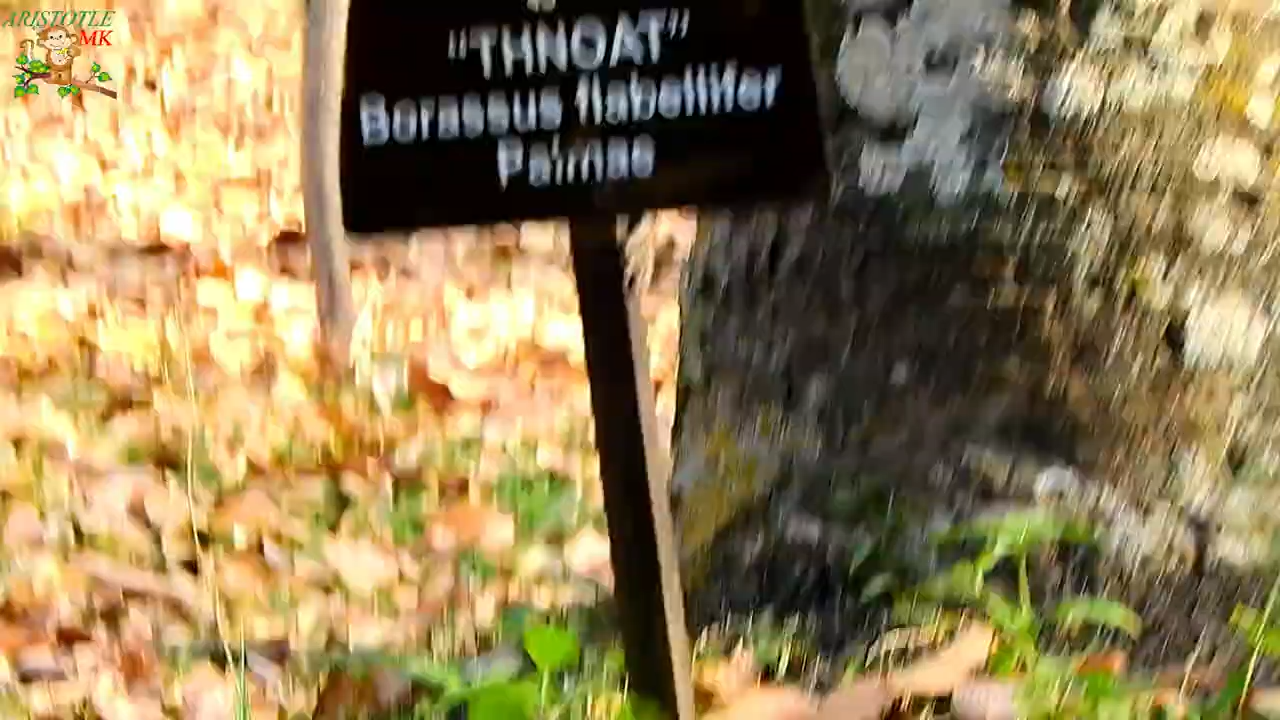 ARISTOTLE
MK
"THNOAT"
Borassus flabellifer
Palmae